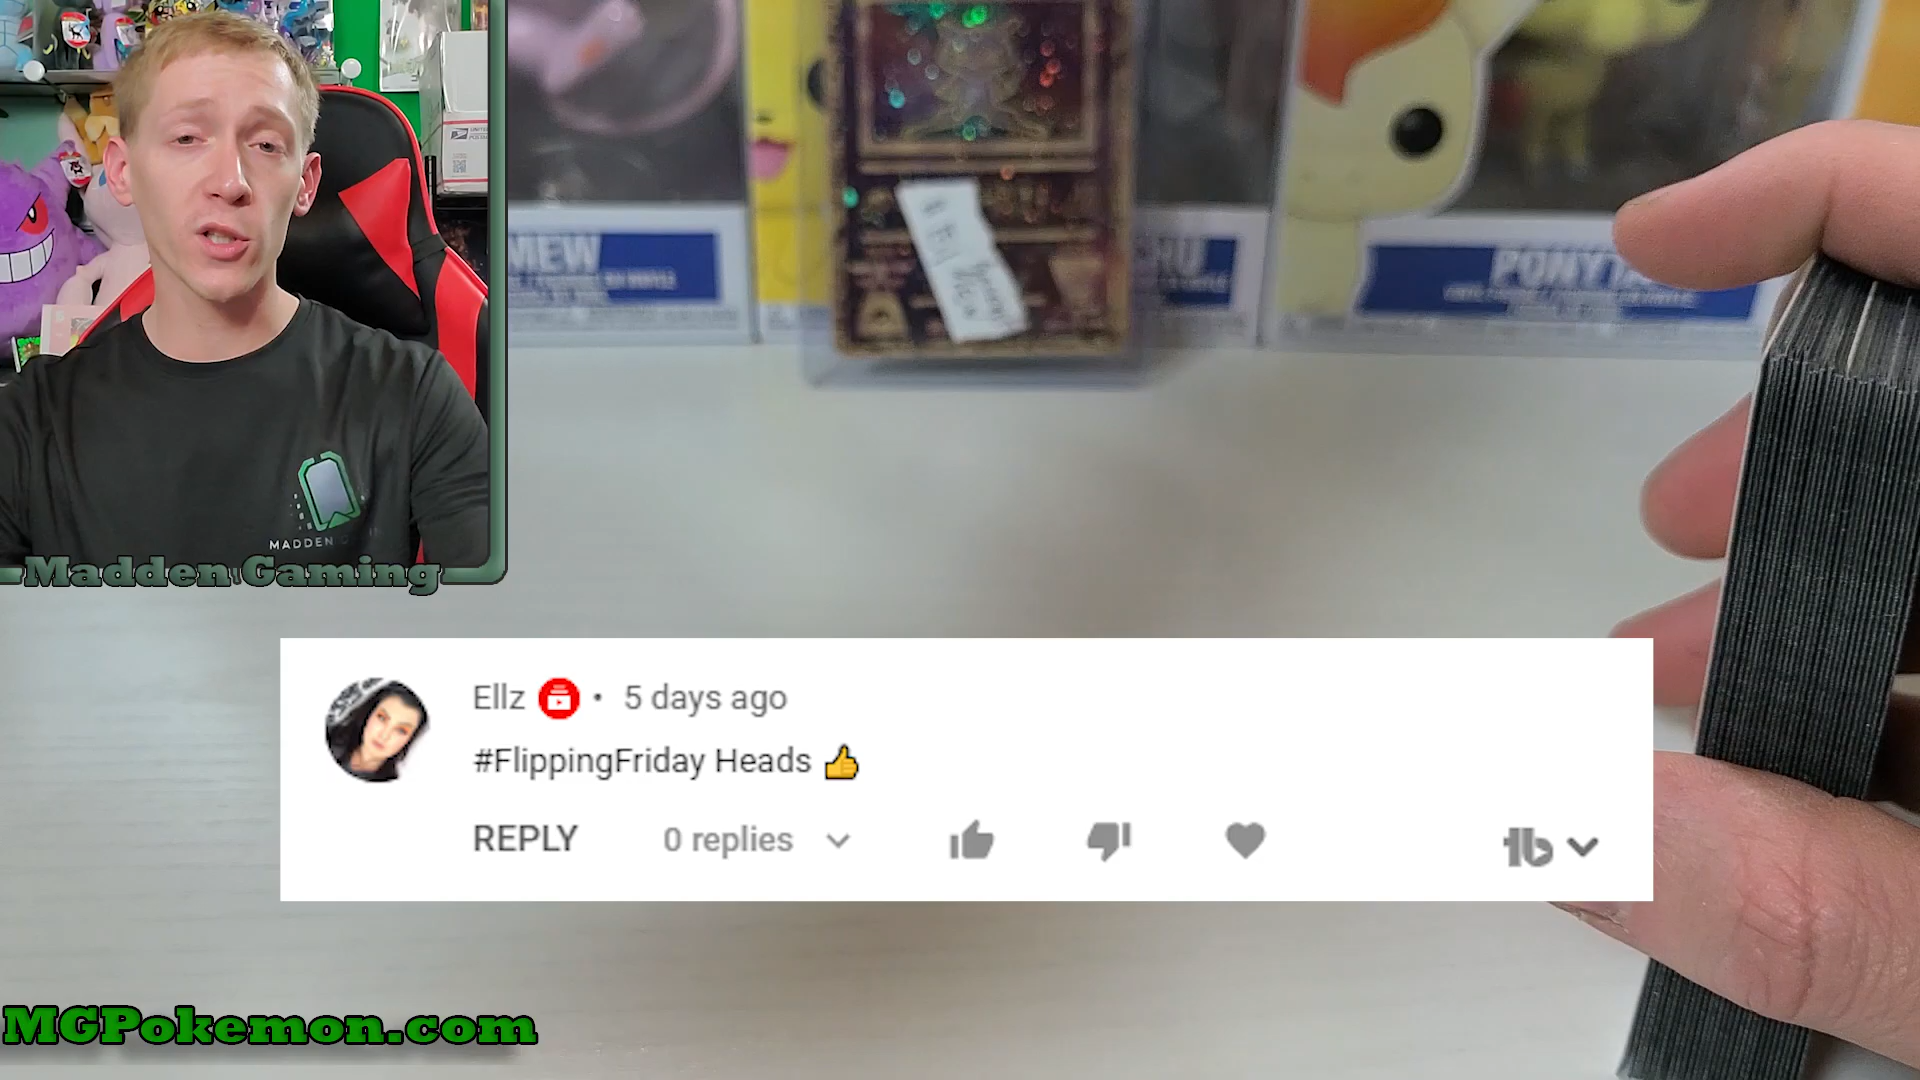 MADDEN
Madden Gaming
MEW
PONYTA
Ellz • 5 days ago
#FlippingFriday Heads 👍
REPLY 0 replies
MGPokemon.com